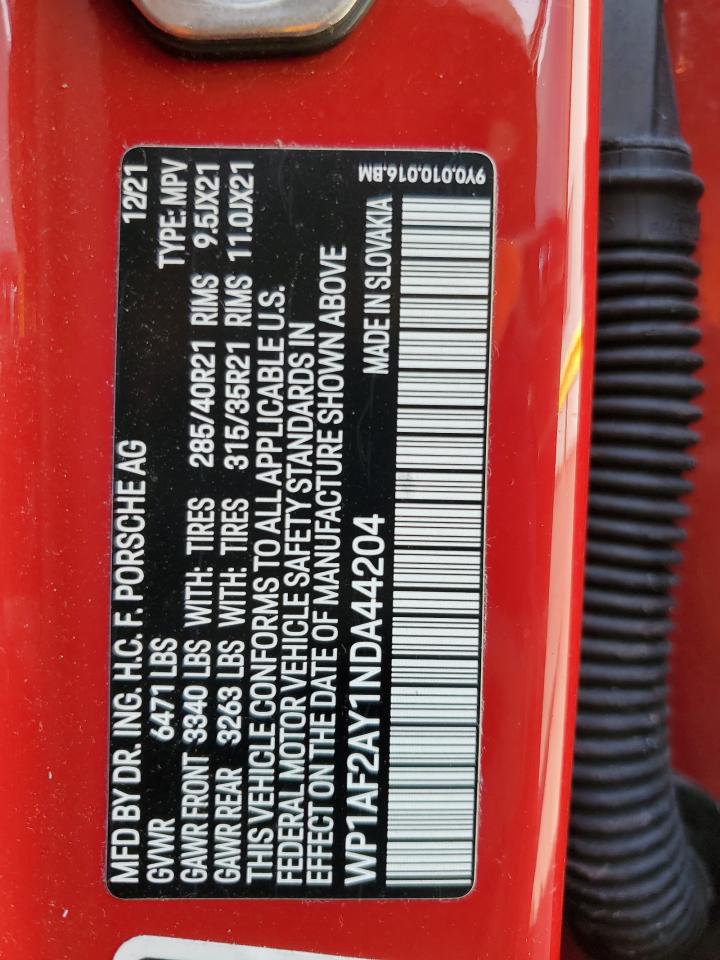 MFD BY DR. ING. H.C. F. PORSCHE AG 12/21
GVWR 6471 LBS TYPE: MPV
GAWR FRONT 3340 LBS WITH: TIRES 285/40R21 RIMS 9.5JX21
GAWR REAR 3263 LBS WITH: TIRES 315/35R21 RIMS 11.0JX21
THIS VEHICLE CONFORMS TO ALL APPLICABLE U.S.
FEDERAL MOTOR VEHICLE SAFETY STANDARDS IN
EFFECT ON THE DATE OF MANUFACTURE SHOWN ABOVE
WP1AF2AY1NDA44204 MADE IN SLOVAKIA
9Y0.010.016.BM